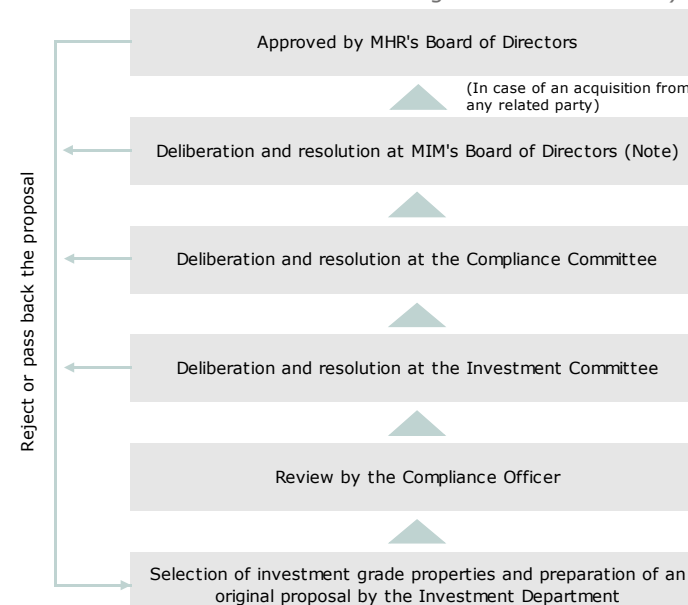 Approved by MHR's Board of Directors
(In case of an acquisition from
any related party)
Deliberation and resolution at MIM's Board of Directors (Note)
Deliberation and resolution at the Compliance Committee
Deliberation and resolution at the Investment Committee
Review by the Compliance Officer
Selection of investment grade properties and preparation of an
original proposal by the Investment Department
Reject or pass back the proposal